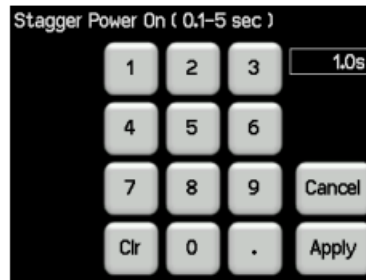 Stagger Power On ( 0.1-5 sec )
1 2 3 1.0s
4 5 6
7 8 9 Cancel
Clr 0 . Apply